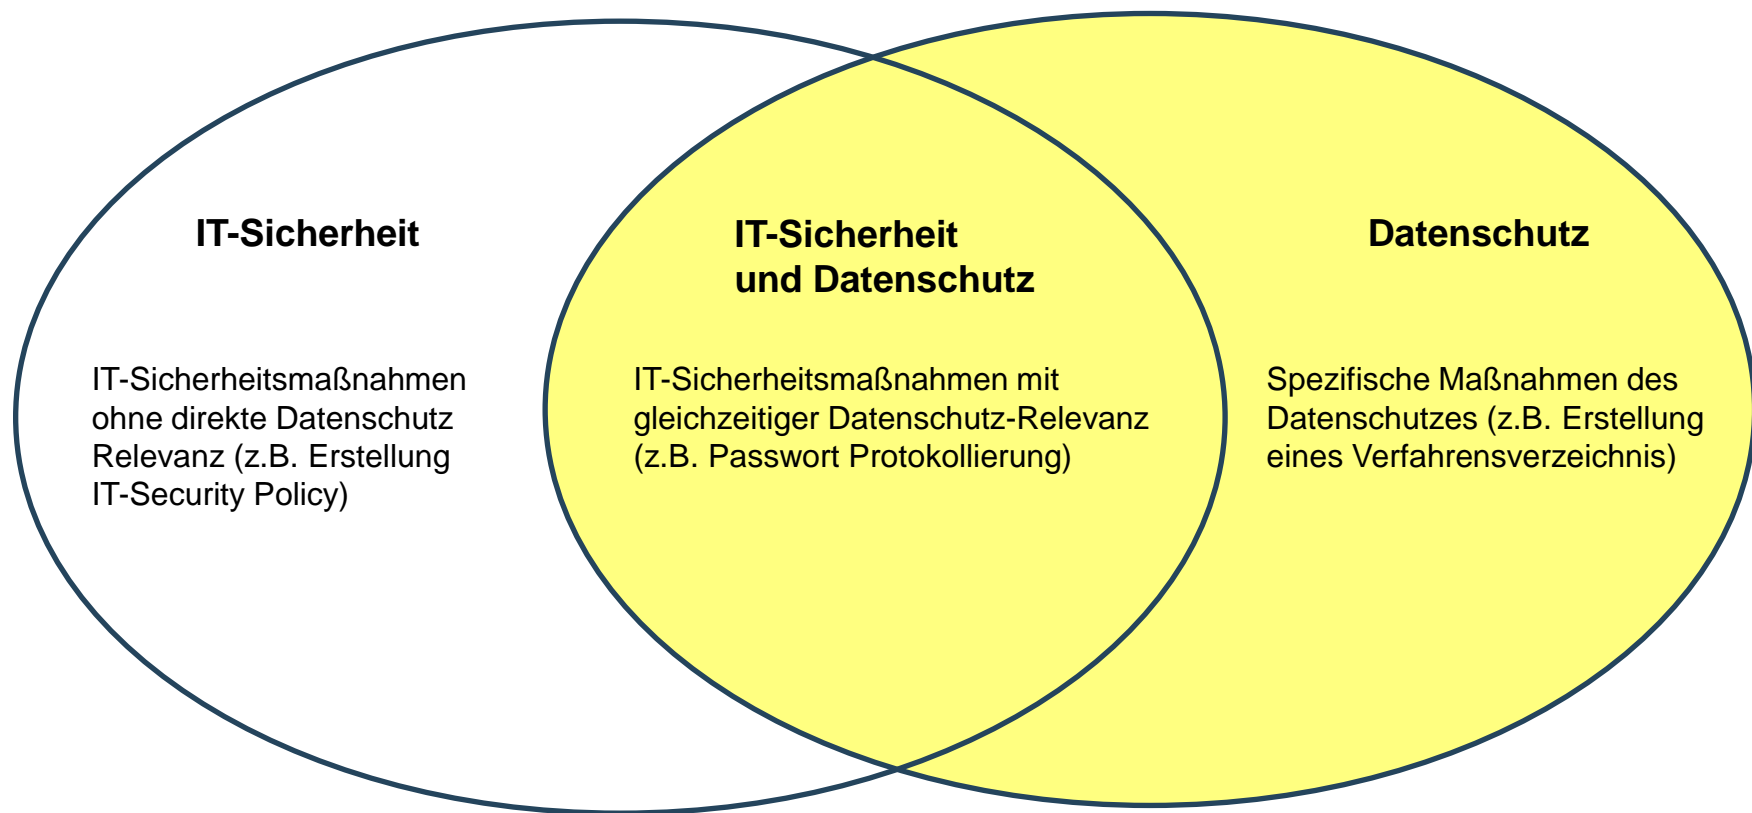 IT-Sicherheit
IT-Sicherheitsmaßnahmen
ohne direkte Datenschutz
Relevanz (z.B. Erstellung
IT-Security Policy)
IT-Sicherheit
und Datenschutz
IT-Sicherheitsmaßnahmen mit
gleichzeitiger Datenschutz-Relevanz
(z.B. Passwort Protokollierung)
Datenschutz
Spezifische Maßnahmen des
Datenschutzes (z.B. Erstellung
eines Verfahrensverzeichnis)